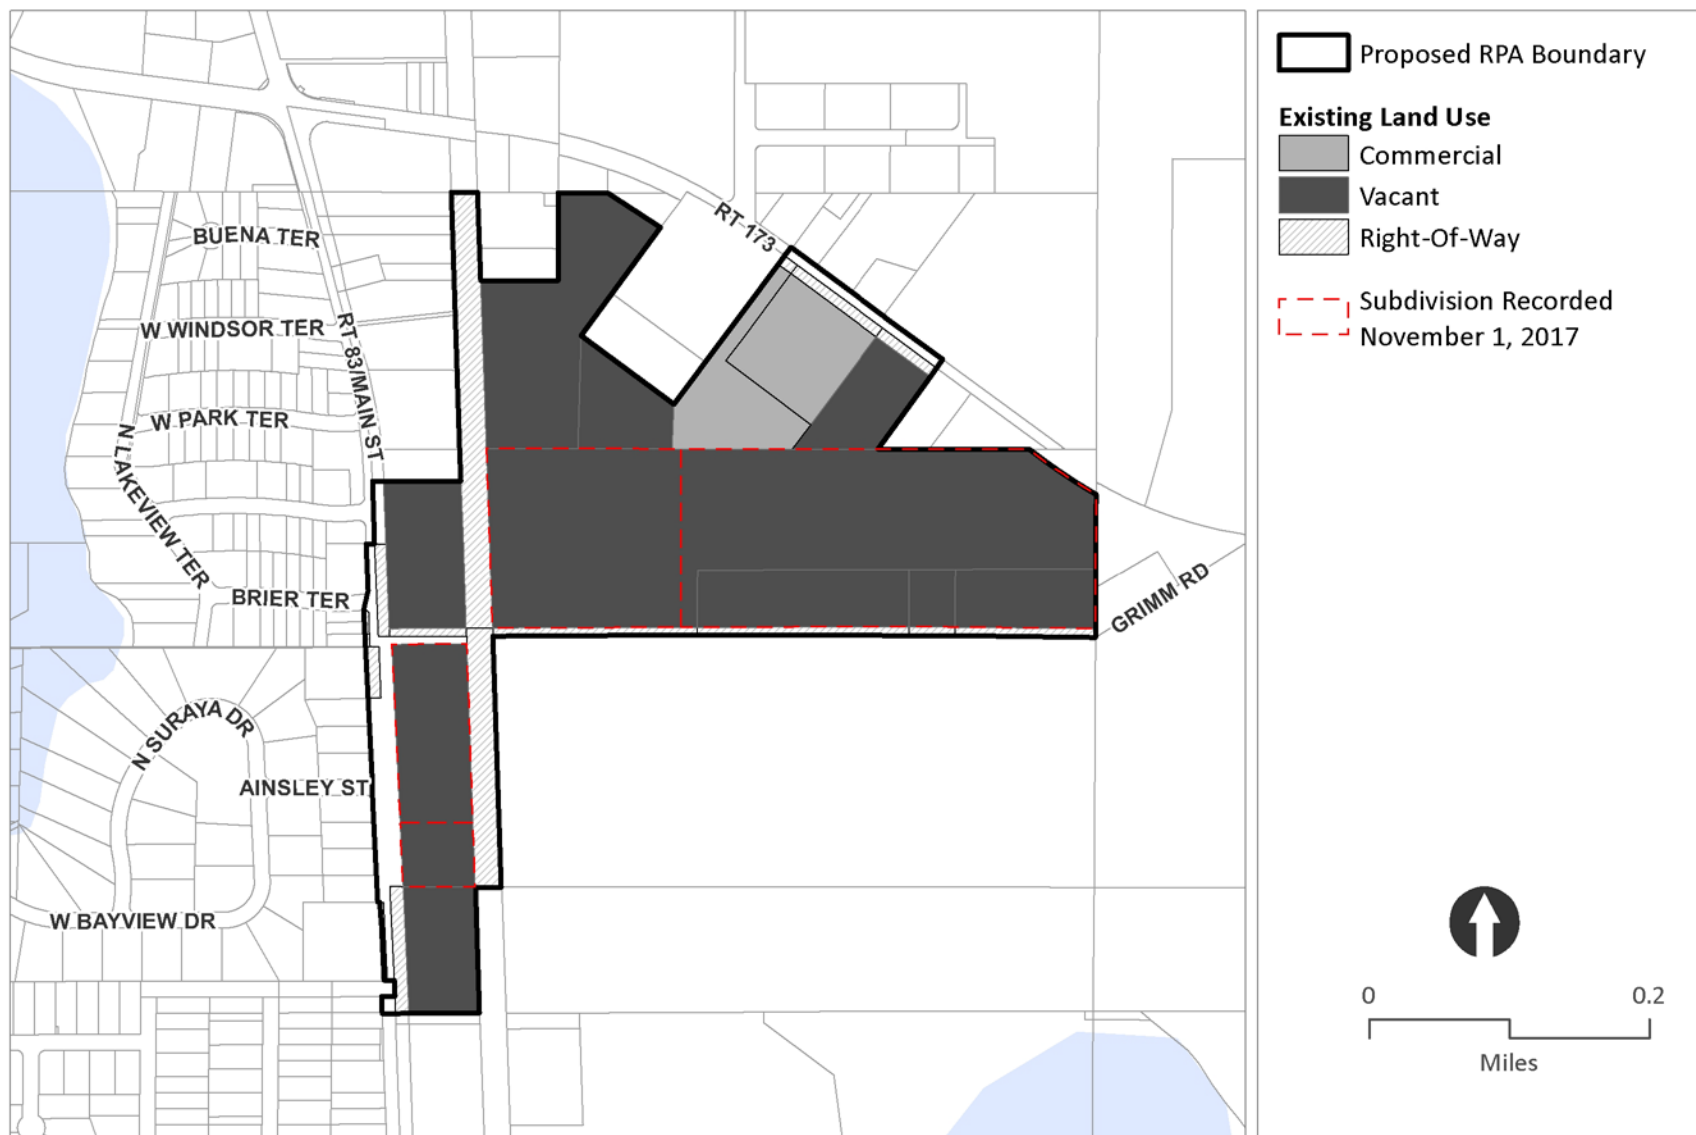 BUENA TER
W WINDSOR TER
W PARK TER
N LAKEVIEW TER
BRIER TER
RT 83/MAIN ST
RT 173
GRIMM RD
N SURAYA DR
AINSLEY ST
W BAYVIEW DR
Proposed RPA Boundary
Existing Land Use
Commercial
Vacant
Right-Of-Way
Subdivision Recorded
November 1, 2017
0 0.2
Miles